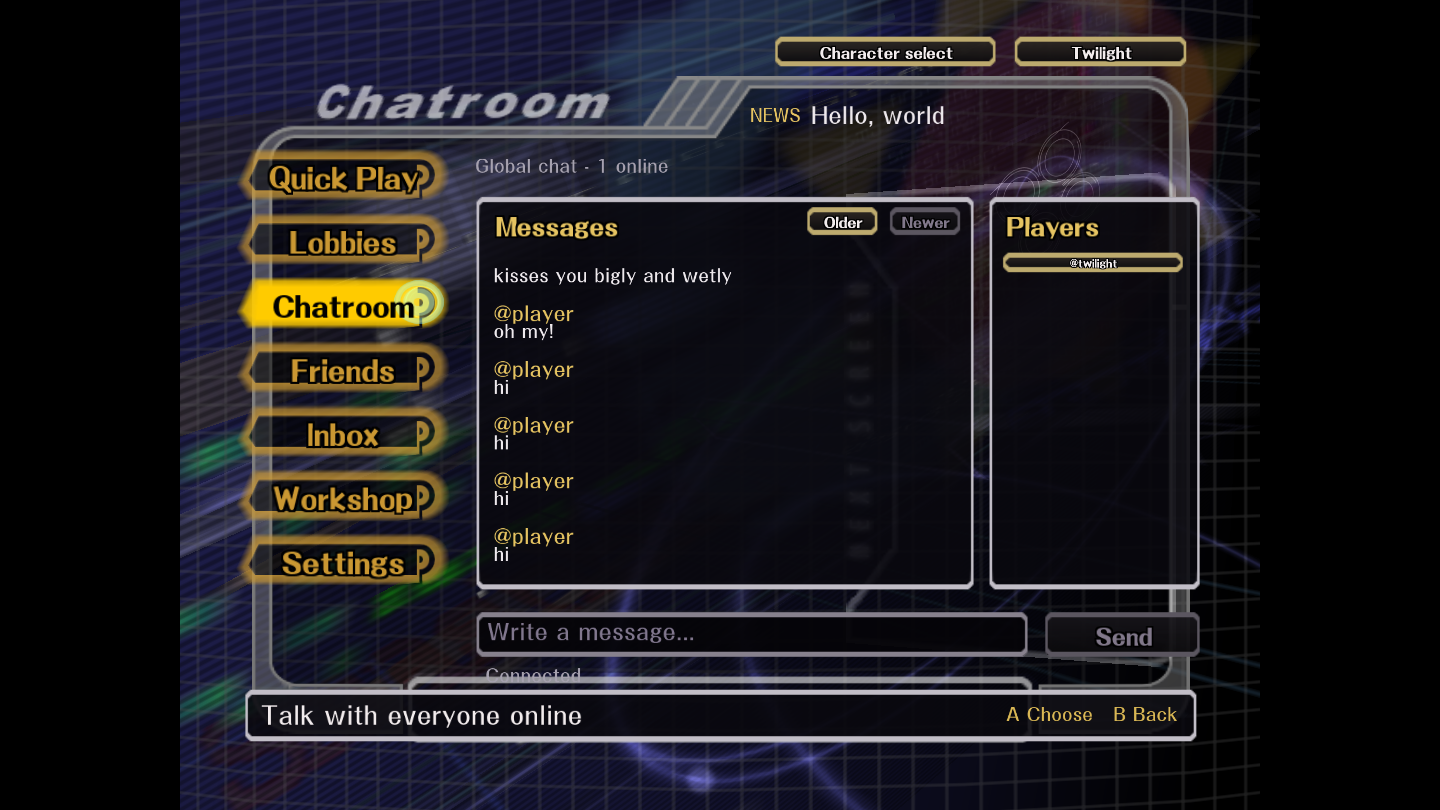 Character select
Twilight
Chatroom
NEWS Hello, world
Quick Play
Lobbies
Chatroom
Friends
Inbox
Workshop
Settings
Global chat · 1 online
Messages
Older
Newer
kisses you bigly and wetly
@player
oh my!
@player
hi
@player
hi
@player
hi
@player
hi
Players
@twilight
Write a message...
Send
Connected
Talk with everyone online
A Choose B Back